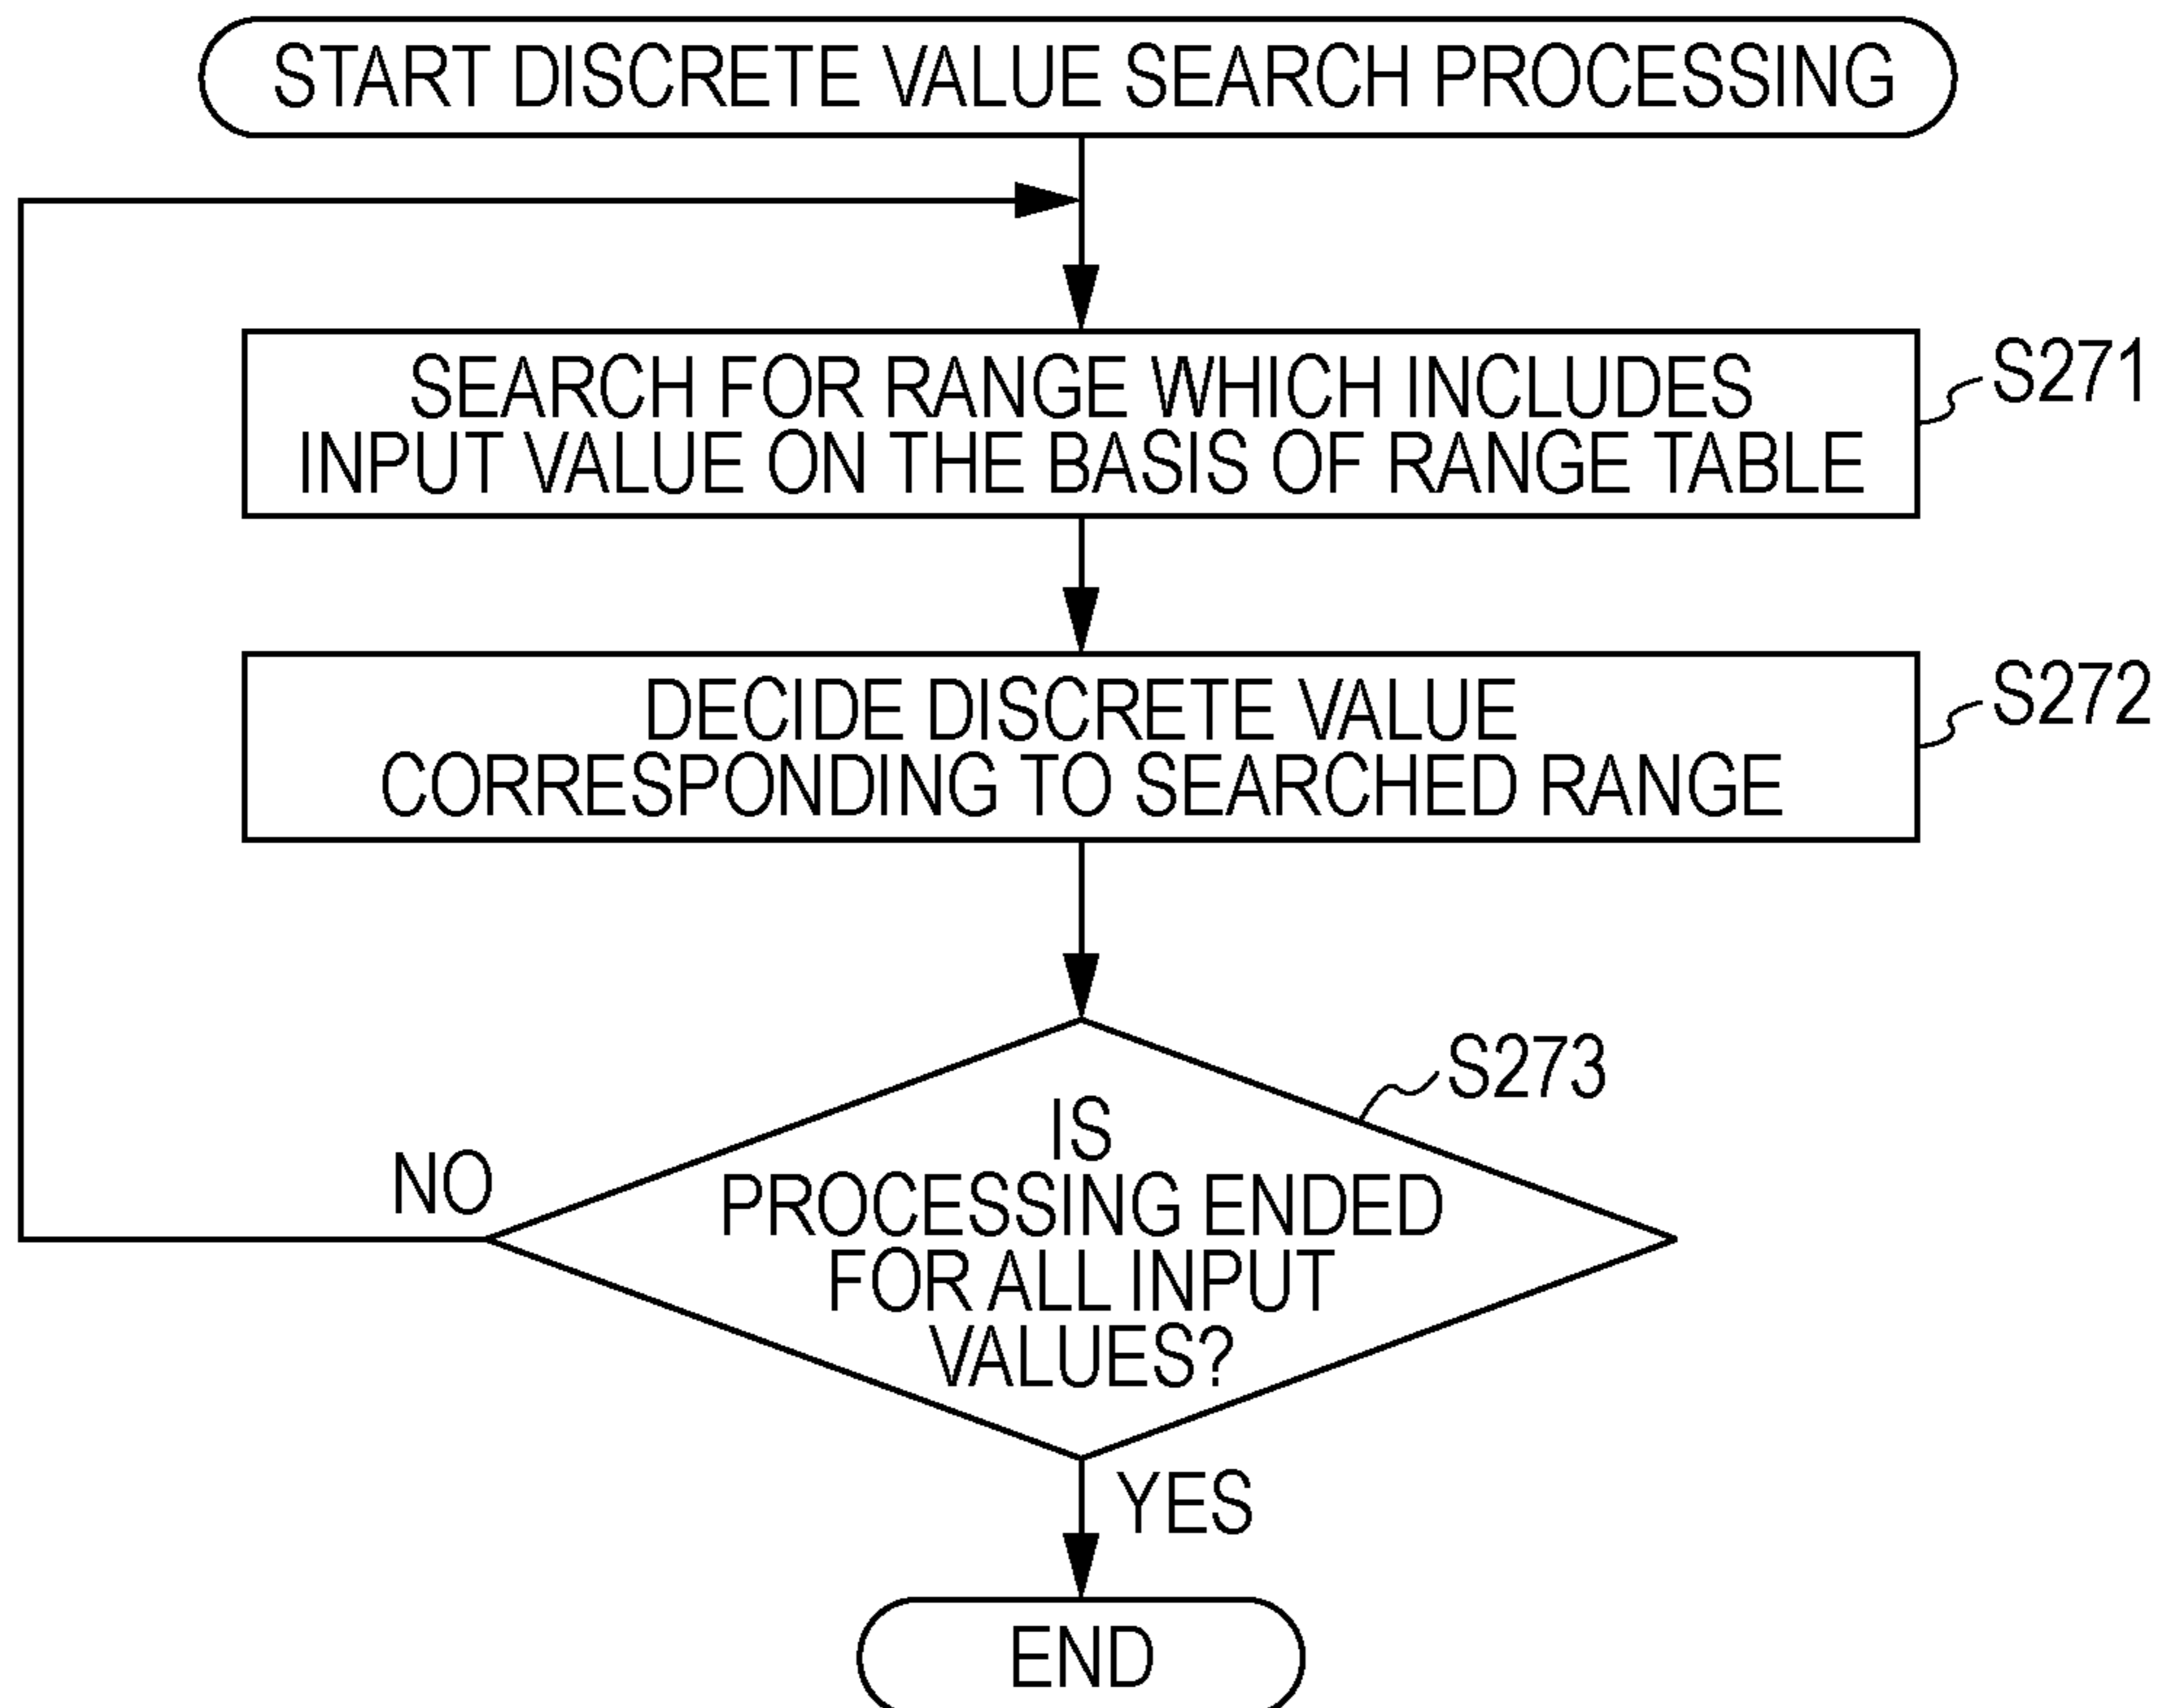 START DISCRETE VALUE SEARCH PROCESSING
SEARCH FOR RANGE WHICH INCLUDES
INPUT VALUE ON THE BASIS OF RANGE TABLE
S271
DECIDE DISCRETE VALUE
CORRESPONDING TO SEARCHED RANGE
S272
S273
IS
PROCESSING ENDED
FOR ALL INPUT
VALUES?
NO
YES
END